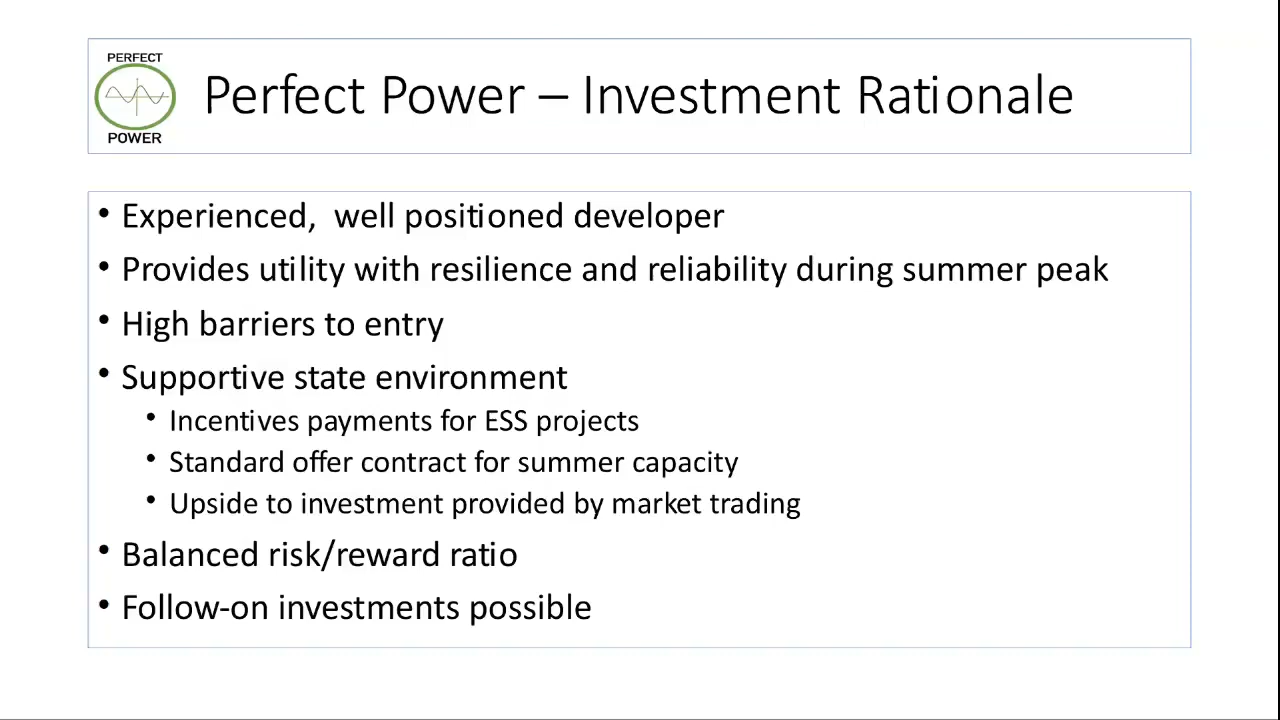 PERFECT
POWER
Perfect Power – Investment Rationale
• Experienced,  well positioned developer
• Provides utility with resilience and reliability during summer peak
• High barriers to entry
• Supportive state environment
• Incentives payments for ESS projects
• Standard offer contract for summer capacity
• Upside to investment provided by market trading
• Balanced risk/reward ratio
• Follow-on investments possible